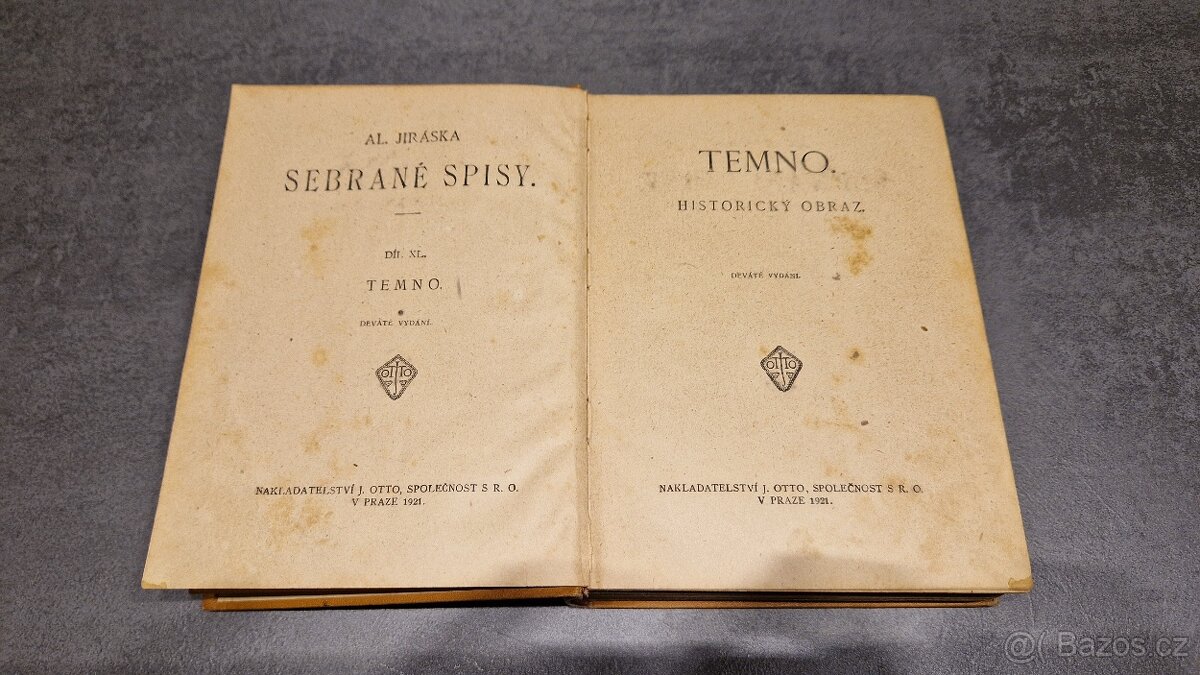 AL. JIRÁSKA
SEBRANÉ SPISY.
DÍL XL.
TEMNO.
DEVÁTÉ VYDÁNÍ.
OTTO
NAKLADATELSTVÍ J. OTTO, SPOLEČNOST S R. O.
V PRAZE 1921.
TEMNO.
HISTORICKÝ OBRAZ.
DEVÁTÉ VYDÁNÍ.
OTTO
NAKLADATELSTVÍ J. OTTO, SPOLEČNOST S R. O.
V PRAZE 1921.
@( Bazos.cz